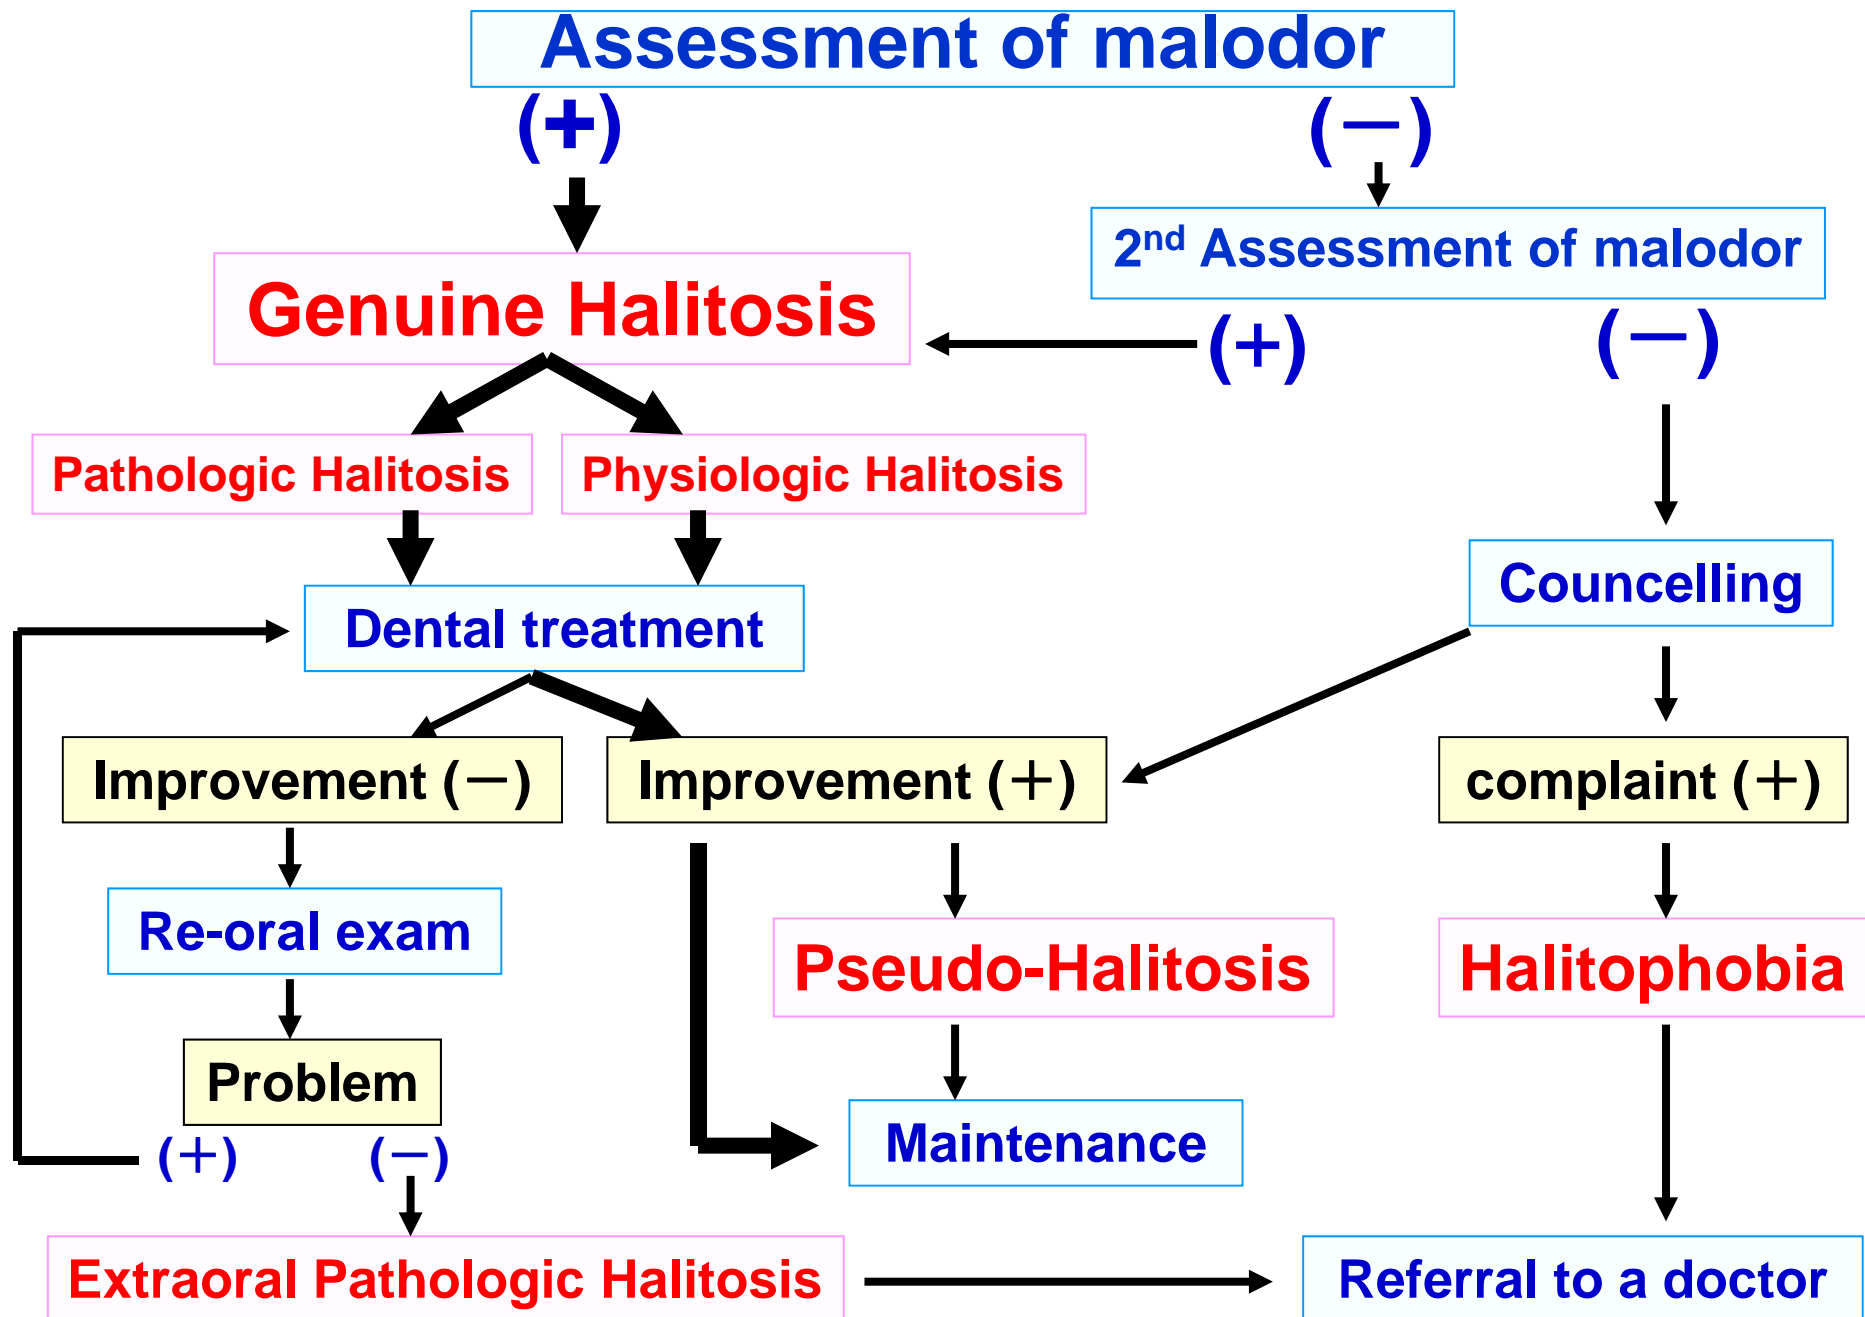 Assessment of malodor
(+)
(−)
2nd Assessment of malodor
Genuine Halitosis
(+)
(−)
Pathologic Halitosis
Physiologic Halitosis
Councelling
Dental treatment
Improvement (−)
Improvement (+)
complaint (+)
Re-oral exam
Pseudo-Halitosis
Halitophobia
Problem
(+)
(−)
Maintenance
Extraoral Pathologic Halitosis
Referral to a doctor